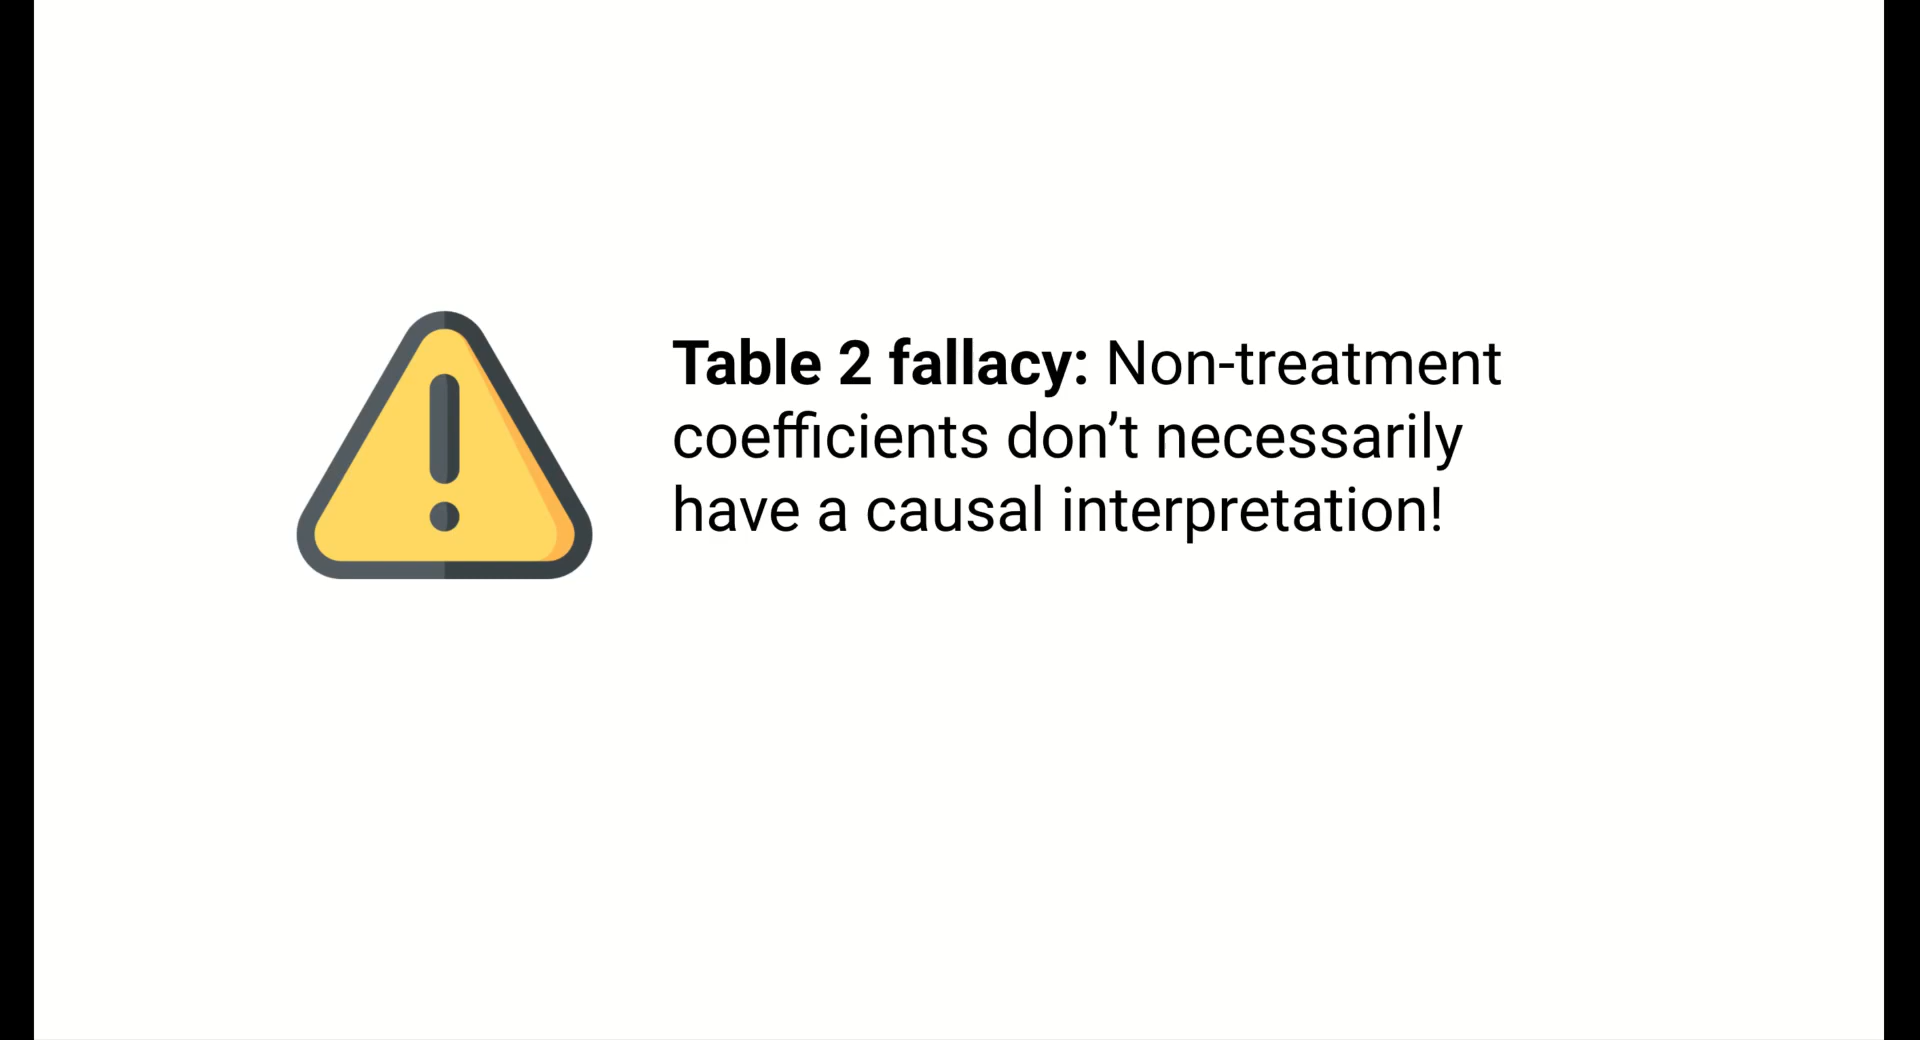 Table 2 fallacy: Non-treatment
coefficients don’t necessarily
have a causal interpretation!